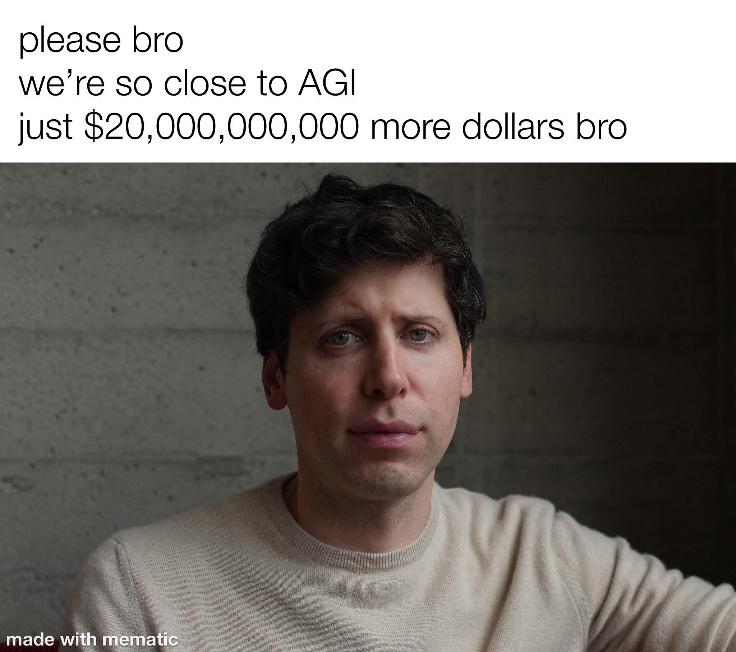 please bro
we’re so close to AGI
just $20,000,000,000 more dollars bro
made with mematic